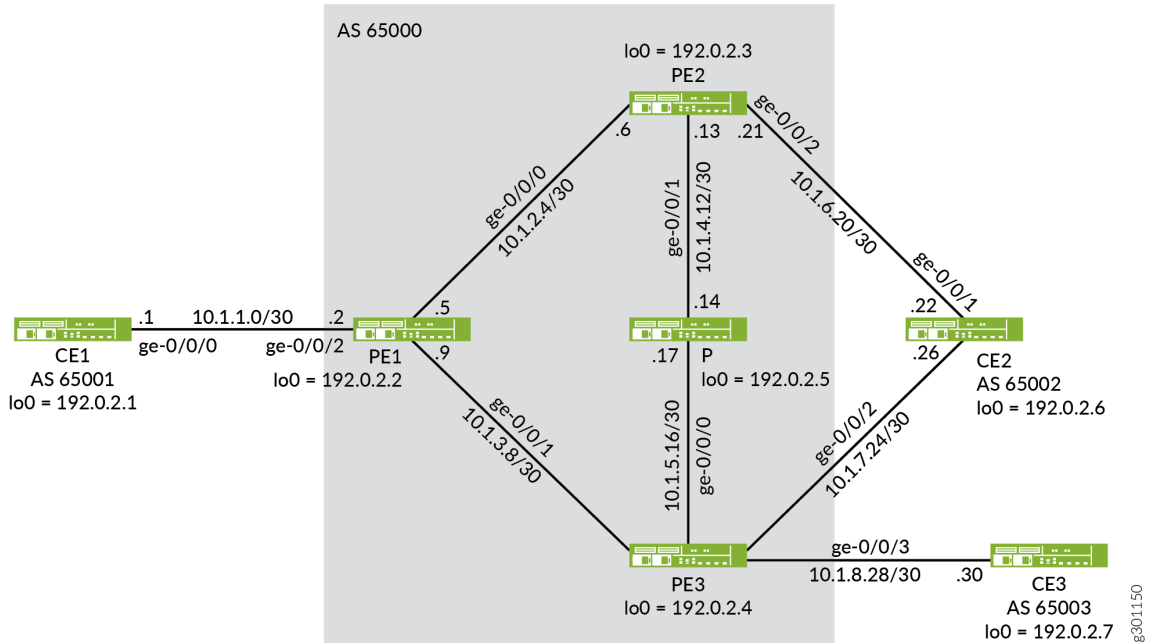 AS 65000
lo0 = 192.0.2.3
PE2
.6
.13
.21
ge-0/0/2
ge-0/0/0
10.1.2.4/30
ge-0/0/1
10.1.4.12/30
10.1.6.20/30
ge-0/0/1
.5
.14
.22
.1
10.1.1.0/30
.2
ge-0/0/0
ge-0/0/2
CE1
AS 65001
lo0 = 192.0.2.1
PE1
lo0 = 192.0.2.2
.9
.17
P
lo0 = 192.0.2.5
.26
CE2
AS 65002
lo0 = 192.0.2.6
ge-0/0/1
10.1.3.8/30
10.1.5.16/30
ge-0/0/0
ge-0/0/2
10.1.7.24/30
PE3
lo0 = 192.0.2.4
ge-0/0/3
10.1.8.28/30
.30
CE3
AS 65003
lo0 = 192.0.2.7
g301150